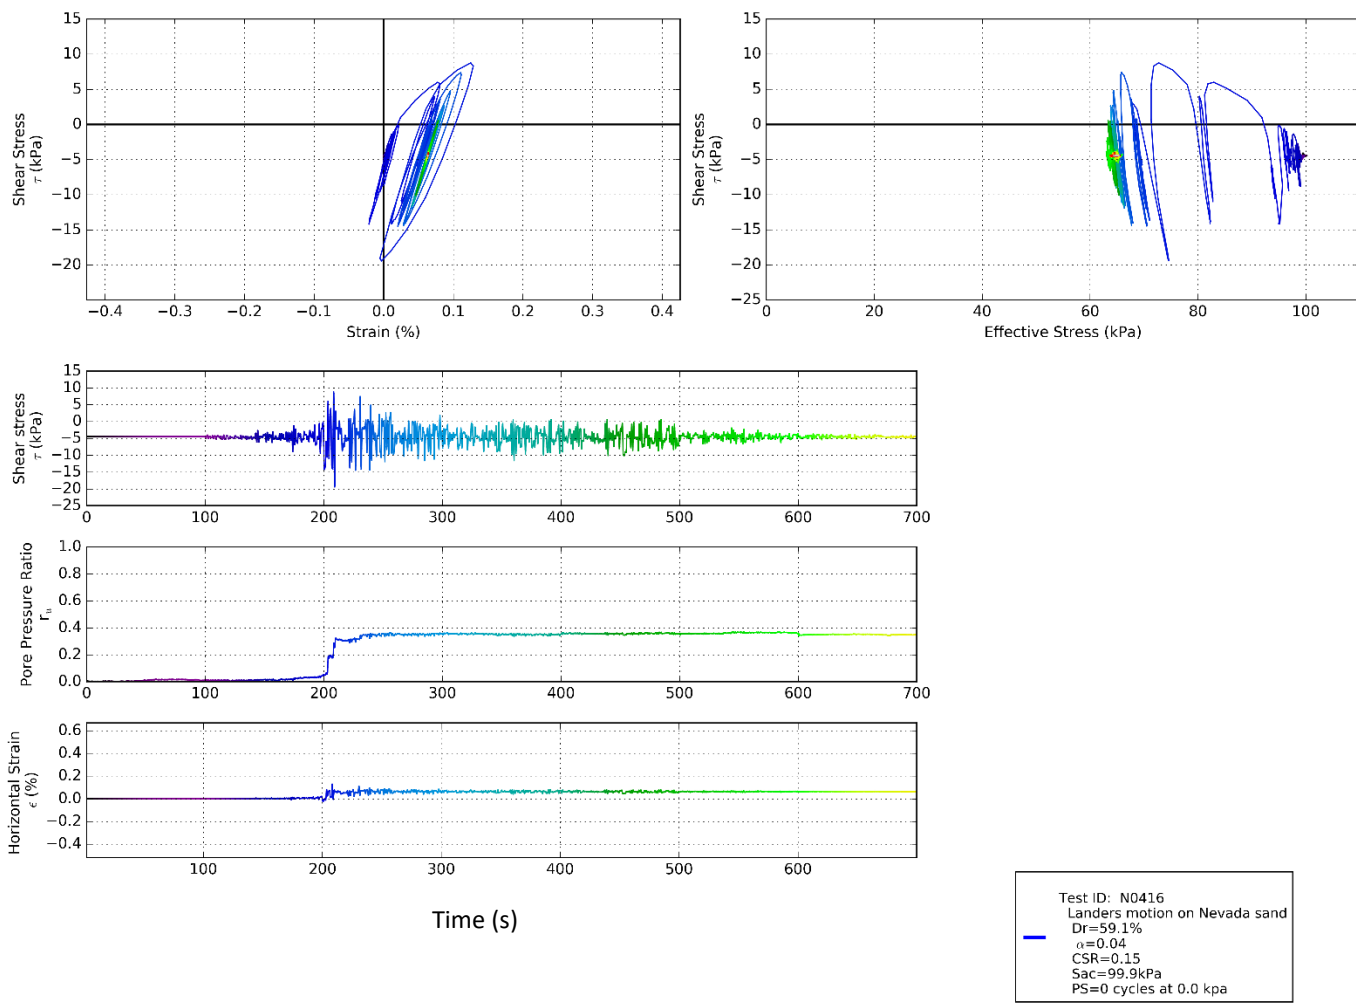 15
10
5
0
−5
−10
−15
−20
Shear Stress
τ (kPa)
−0.4 −0.3 −0.2 −0.1 0.0 0.1 0.2 0.3 0.4
Strain (%)
15
10
5
0
−5
−10
−15
−20
−25
Shear Stress
τ (kPa)
0 20 40 60 80 100
Effective Stress (kPa)
15
10
5
0
−5
−10
−15
−20
−25
Shear stress
τ (kPa)
0 100 200 300 400 500 600 700
1.0
0.8
0.6
0.4
0.2
0.0
Pore Pressure Ratio
ru
0 100 200 300 400 500 600 700
0.6
0.4
0.2
0.0
−0.2
−0.4
Horizontal Strain
ϵ (%)
100 200 300 400 500 600 700
Time (s)
Test ID: N0416
Landers motion on Nevada sand
Dr=59.1%
α=0.04
CSR=0.15
Sac=99.9kPa
PS=0 cycles at 0.0 kpa